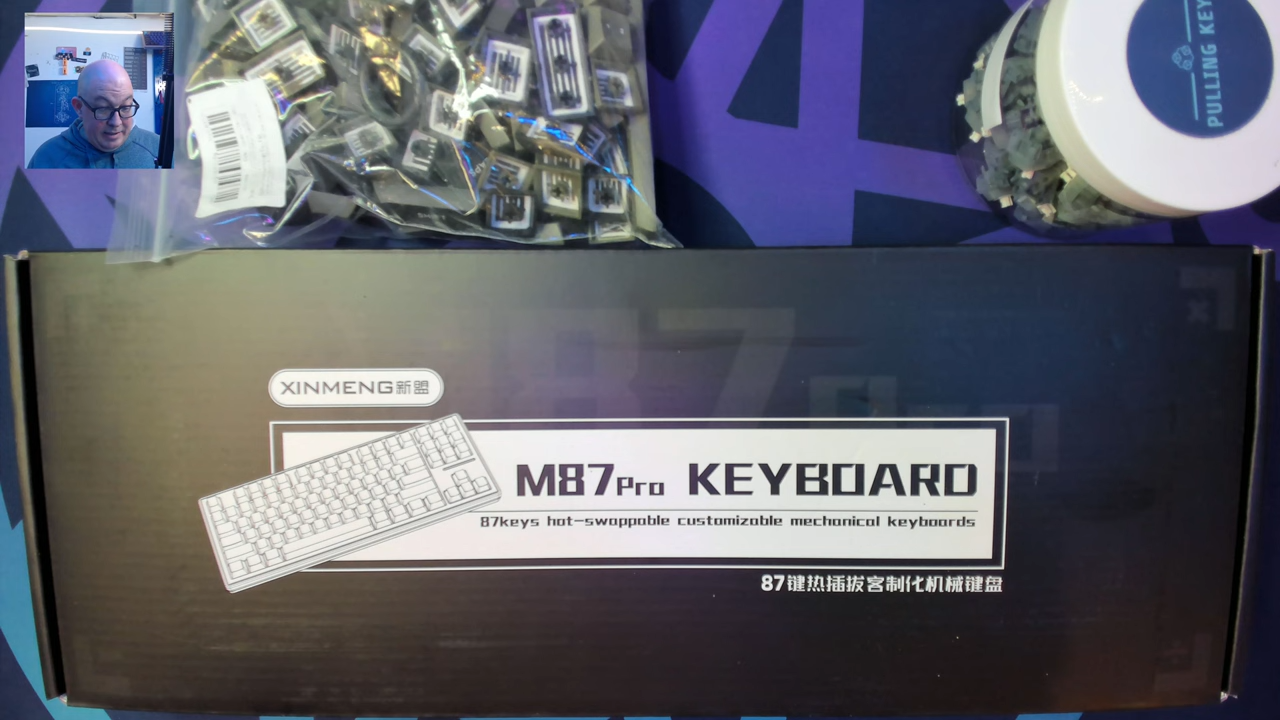 PULLING KEY
XINMENG新盟
M87Pro KEYBOARD
87keys hot-swappable customizable mechanical keyboards
87键热插拔客制化机械键盘